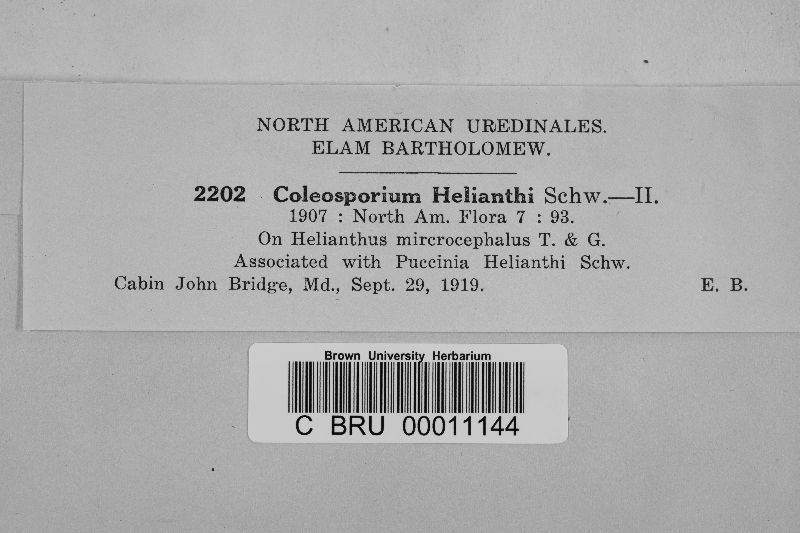 NORTH AMERICAN UREDINALES.
ELAM BARTHOLOMEW.
2202 Coleosporium Helianthi Schw.—II.
1907 : North Am. Flora 7 : 93.
On Helianthus mircrocephalus T. & G.
Associated with Puccinia Helianthi Schw.
Cabin John Bridge, Md., Sept. 29, 1919. E. B.
Brown University Herbarium
C BRU 00011144